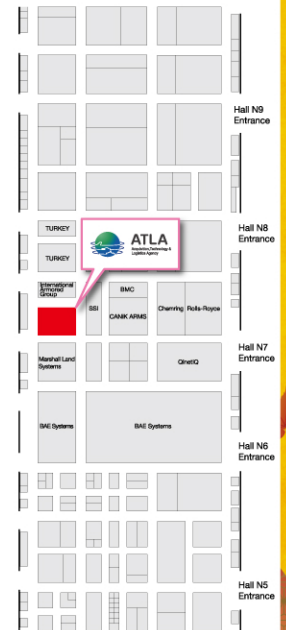 Hall N9
Entrance
TURKEY
ATLA
Acquisition, Technology &
Logistics Agency
Hall N8
Entrance
TURKEY
International
Armored
Group
SSI
BMC
CANIK ARMS
Chemring
Rolls-Royce
Marshall Land
Systems
QinetiQ
Hall N7
Entrance
BAE Systems
BAE Systems
Hall N6
Entrance
Hall N5
Entrance